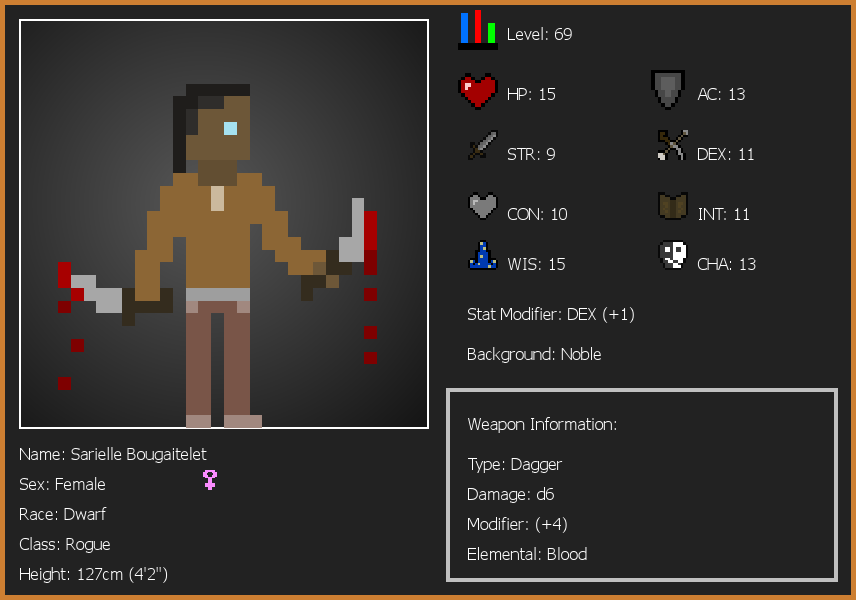 Level: 69
HP: 15
AC: 13
STR: 9
DEX: 11
CON: 10
INT: 11
WIS: 15
CHA: 13
Stat Modifier: DEX (+1)
Background: Noble
Weapon Information:
Type: Dagger
Damage: d6
Modifier: (+4)
Elemental: Blood
Name: Sarielle Bougaitelet
Sex: Female
Race: Dwarf
Class: Rogue
Height: 127cm (4'2")